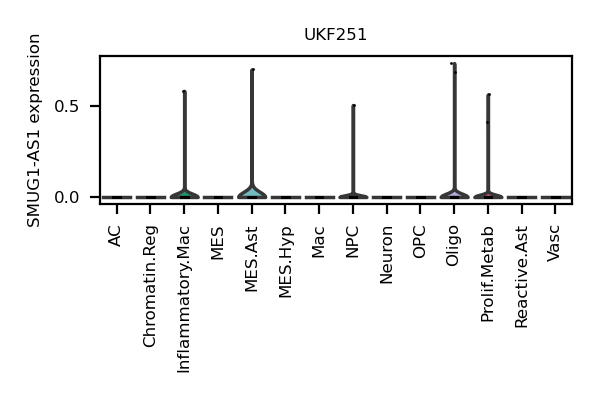 UKF251
SMUG1-AS1 expression
0.5
0.0
AC
Chromatin.Reg
Inflammatory.Mac
MES
MES.Ast
MES.Hyp
Mac
NPC
Neuron
OPC
Oligo
Prolif.Metab
Reactive.Ast
Vasc